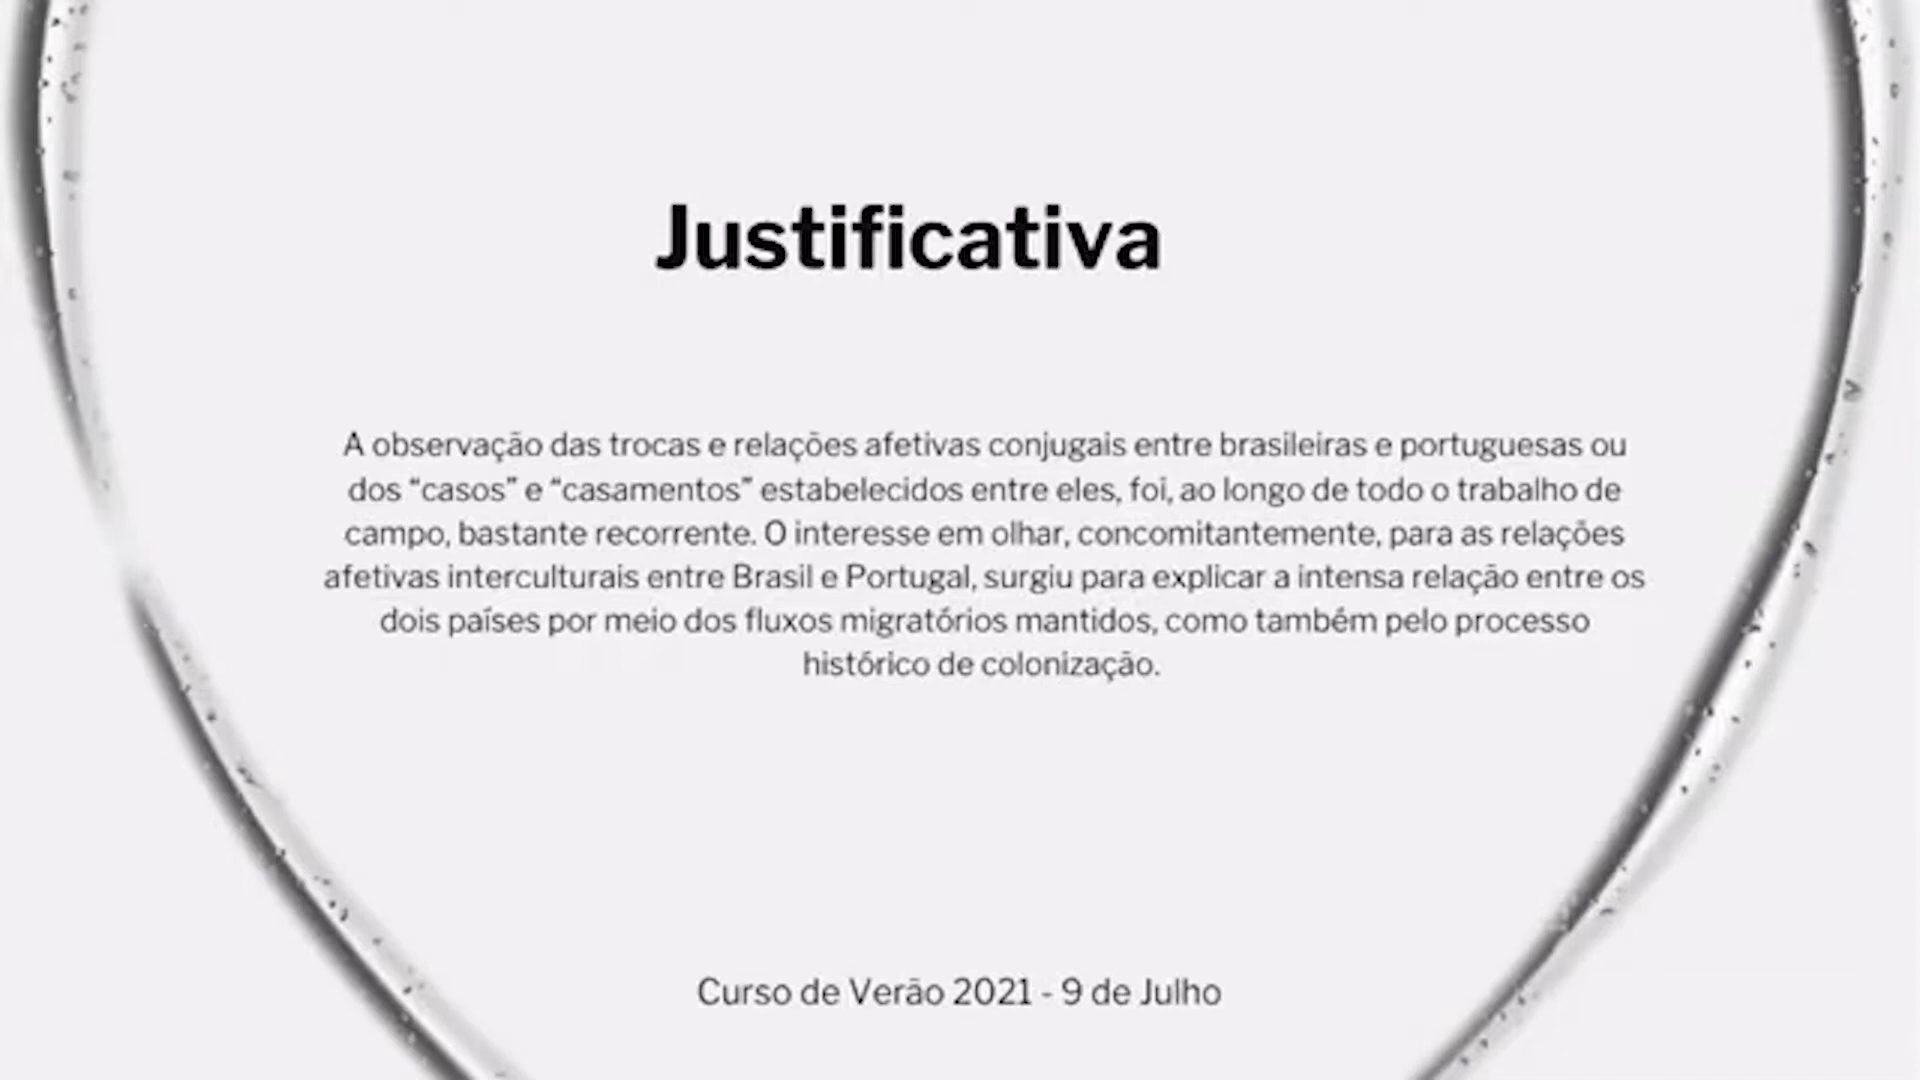 Justificativa
A observação das trocas e relações afetivas conjugais entre brasileiras e portuguesas ou
dos “casos” e “casamentos” estabelecidos entre eles, foi, ao longo de todo o trabalho de
campo, bastante recorrente. O interesse em olhar, concomitantemente, para as relações
afetivas interculturais entre Brasil e Portugal, surgiu para explicar a intensa relação entre os
dois países por meio dos fluxos migratórios mantidos, como também pelo processo
histórico de colonização.
Curso de Verão 2021 - 9 de Julho